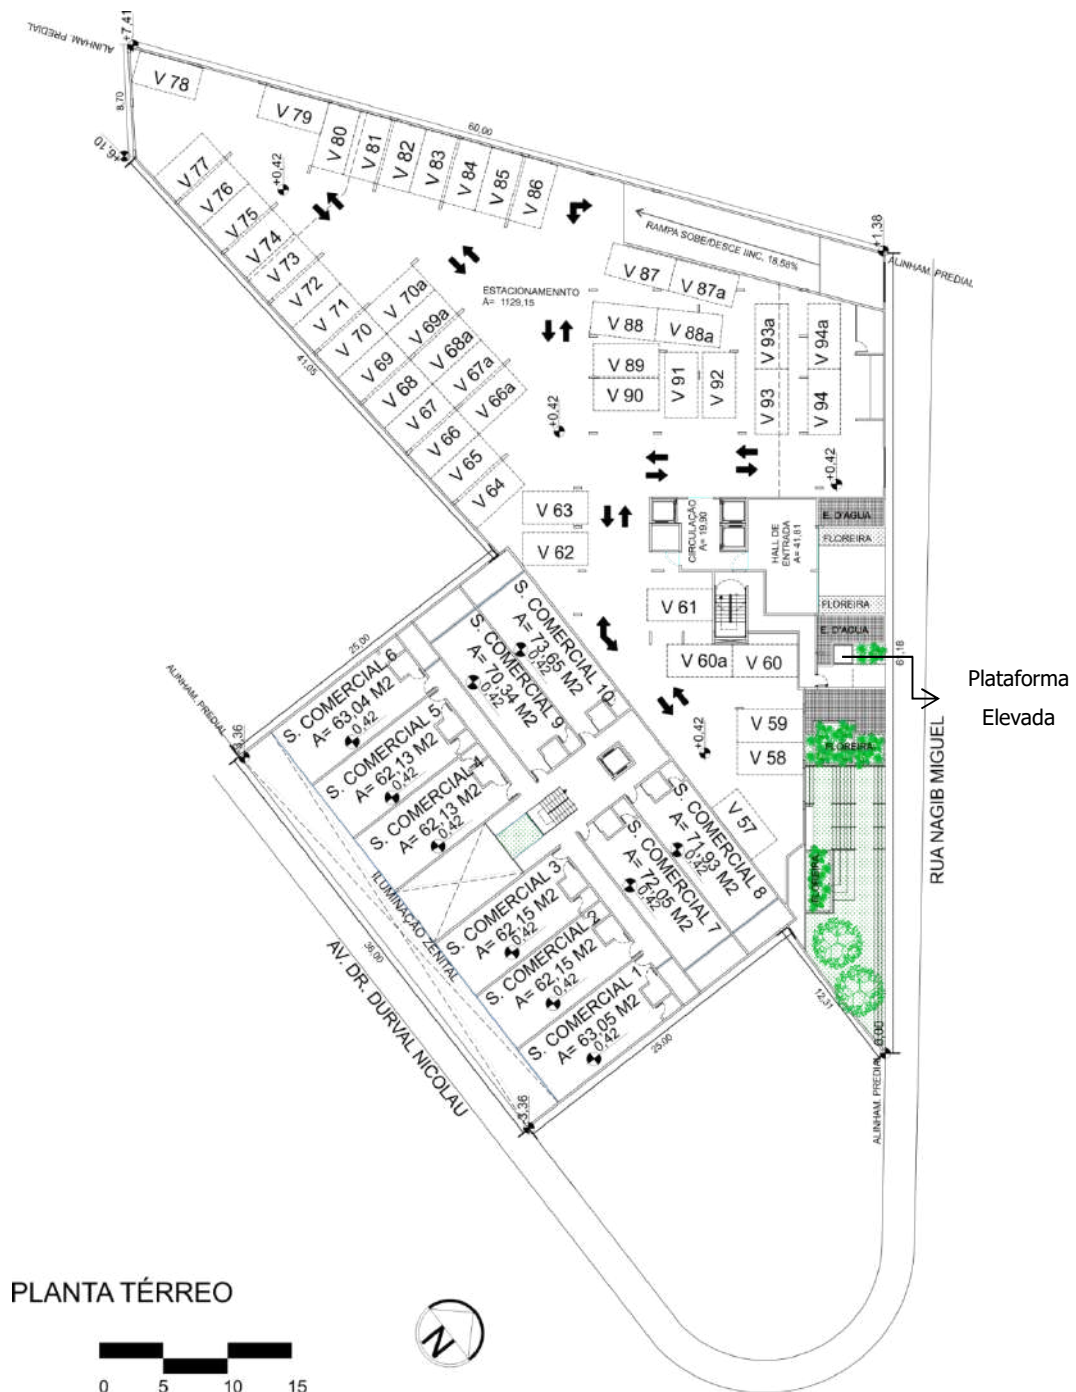 +7,41
ALINHAM. PREDIAL
V 78
8,70
+6,10
V 79
V 80
V 81
V 82
V 83
V 84
V 85
V 86
60,00
V 77
V 76
V 75
V 74
V 73
V 72
V 71
V 70
V 69
V 68
V 67
V 66
V 65
V 64
+0,42
41,05
V 70a
V 69a
V 68a
V 67a
V 66a
ESTACIONAMENNTO
A= 1129,15
RAMPA SOBE/DESCE IINC. 18,58%
+1,38
ALINHAM. PREDIAL
V 87
V 87a
V 88
V 88a
V 89
V 90
V 91
V 92
V 93a
V 93
V 94a
V 94
+0,42
+0,42
V 63
V 62
V 61
V 60a
V 60
V 59
V 58
V 57
+0,42
CIRCULAÇÃO
A= 19,90
HALL DE
ENTRADA
A= 41,81
E. D'AGUA
FLOREIRA
FLOREIRA
E. D'AGUA
61,18
Plataforma
Elevada
FLOREIRA
FLOREIRA
RUA NAGIB MIGUEL
25,00
ALINHAM. PREDIAL
S. COMERCIAL 6
A= 63,04 M2
0,42
S. COMERCIAL 5
A= 62,13 M2
0,42
S. COMERCIAL 4
A= 62,13 M2
0,42
S. COMERCIAL 10
A= 73,65 M2
0,42
S. COMERCIAL 9
A= 70,34 M2
0,42
S. COMERCIAL 8
A= 71,93 M2
0,42
S. COMERCIAL 7
A= 72,05 M2
0,42
S. COMERCIAL 3
A= 62,15 M2
0,42
S. COMERCIAL 2
A= 62,15 M2
0,42
S. COMERCIAL 1
A= 63,05 M2
0,42
ILUMINAÇÃO ZENITAL
36,00
AV. DR. DURVAL NICOLAU
25,00
12,31
0,00
ALINHAM. PREDIAL
PLANTA TÉRREO
N
0 5 10 15